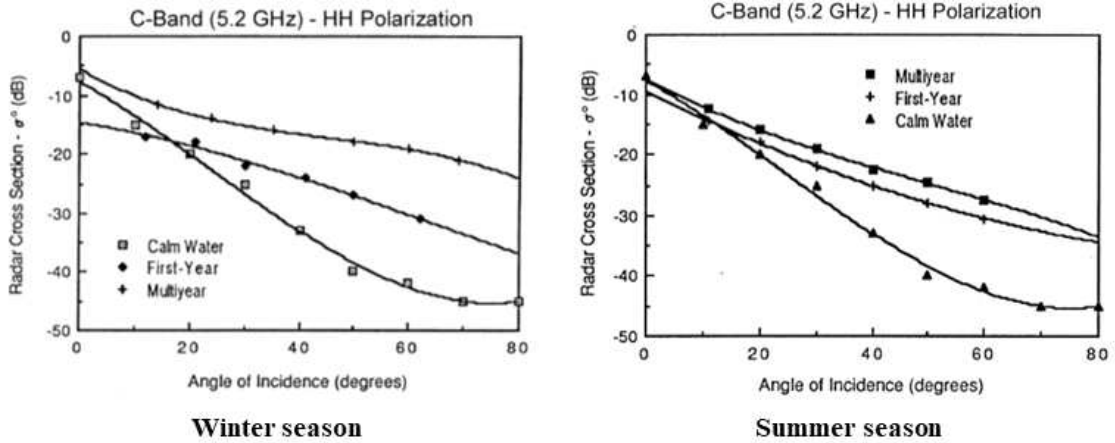 C-Band (5.2 GHz) - HH Polarization
0
-10
-20
-30
-40
-50
Radar Cross Section - σ° (dB)
Calm Water
First-Year
Multiyear
0 20 40 60 80
Angle of Incidence (degrees)
Winter season
C-Band (5.2 GHz) - HH Polarization
0
-10
-20
-30
-40
-50
Radar Cross Section - σ° (dB)
Multiyear
First-Year
Calm Water
0 20 40 60 80
Angle of Incidence (degrees)
Summer season